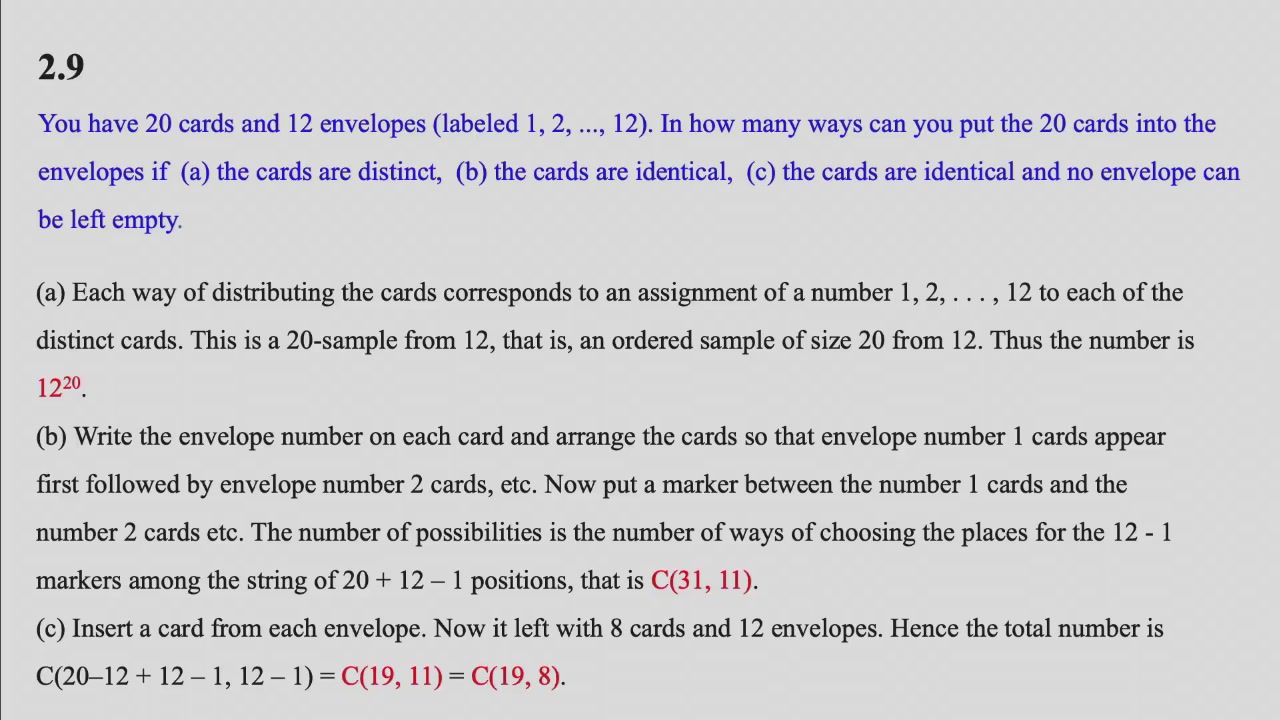 2.9
You have 20 cards and 12 envelopes (labeled 1, 2, ..., 12). In how many ways can you put the 20 cards into the
envelopes if (a) the cards are distinct, (b) the cards are identical, (c) the cards are identical and no envelope can
be left empty.
(a) Each way of distributing the cards corresponds to an assignment of a number 1, 2, . . . , 12 to each of the
distinct cards. This is a 20-sample from 12, that is, an ordered sample of size 20 from 12. Thus the number is
12²⁰.
(b) Write the envelope number on each card and arrange the cards so that envelope number 1 cards appear
first followed by envelope number 2 cards, etc. Now put a marker between the number 1 cards and the
number 2 cards etc. The number of possibilities is the number of ways of choosing the places for the 12 - 1
markers among the string of 20 + 12 – 1 positions, that is C(31, 11).
(c) Insert a card from each envelope. Now it left with 8 cards and 12 envelopes. Hence the total number is
C(20–12 + 12 – 1, 12 – 1) = C(19, 11) = C(19, 8).